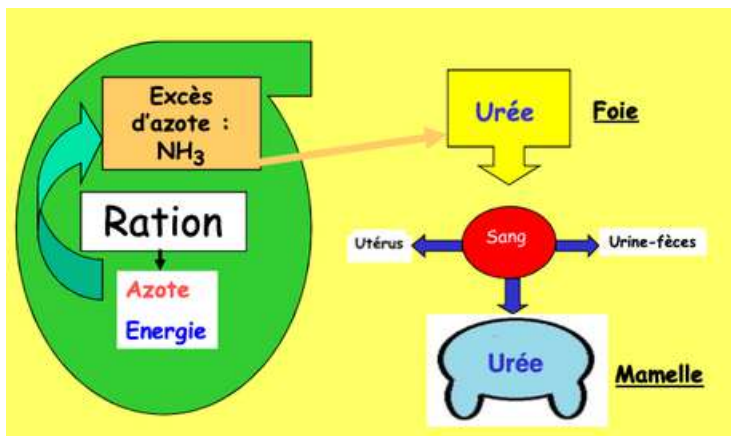 Excès
d'azote :
NH₃
Ration
Azote
Energie
Urée
Foie
Utérus
Sang
Urine-fèces
Urée
Mamelle